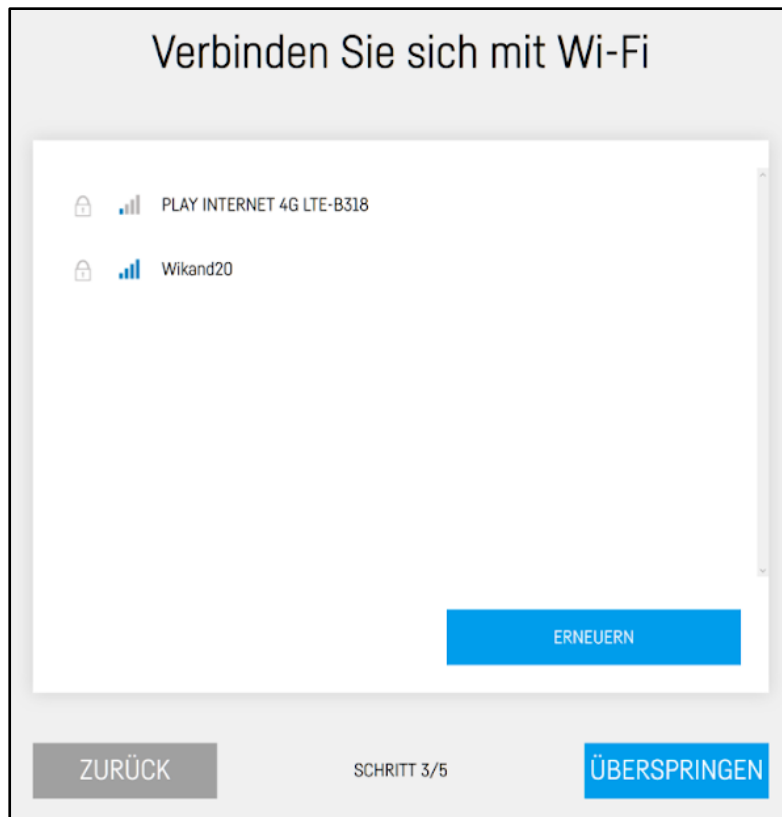 Verbinden Sie sich mit Wi-Fi
PLAY INTERNET 4G LTE-B318
Wikand20
ERNEUERN
ZURÜCK
SCHRITT 3/5
ÜBERSPRINGEN